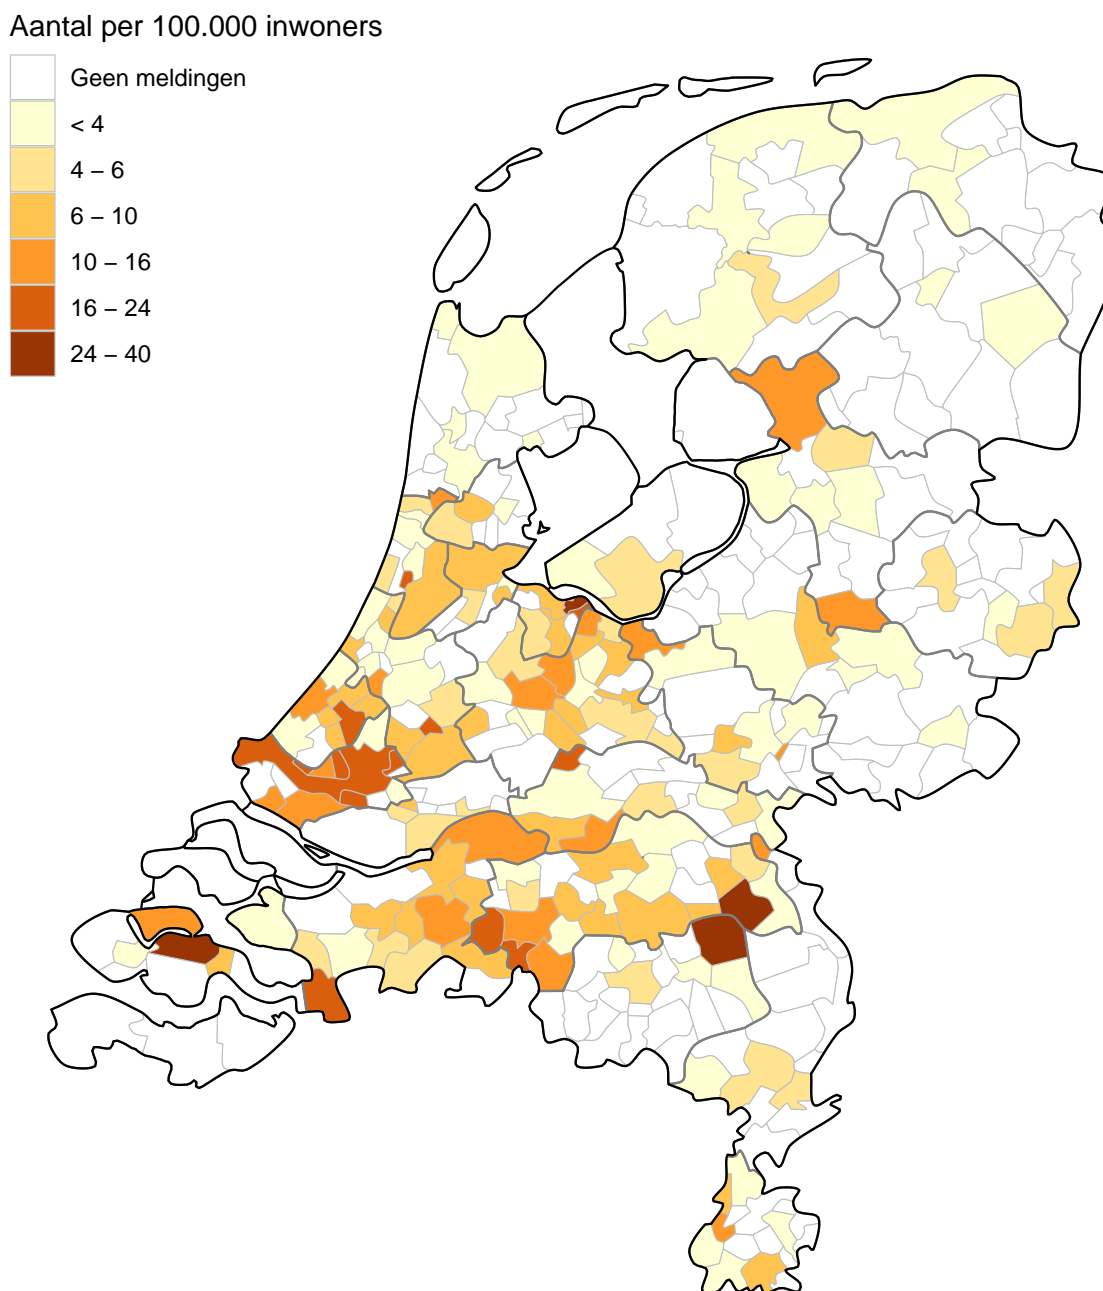 Aantal per 100.000 inwoners
Geen meldingen
< 4
4 – 6
6 – 10
10 – 16
16 – 24
24 – 40